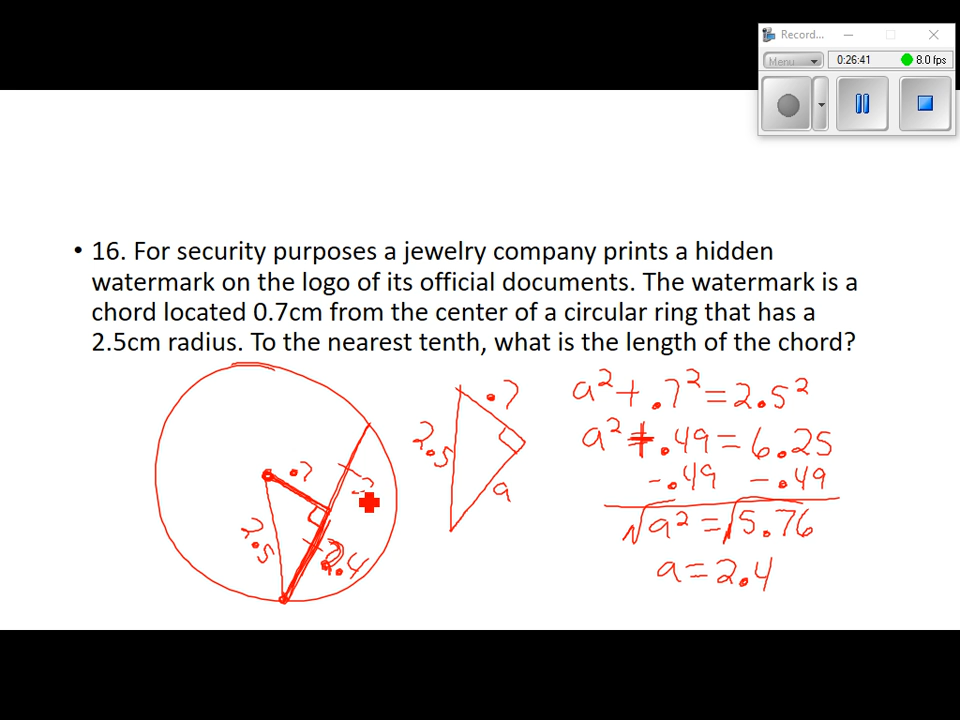 Record...
Menu
0:26:41
8.0 fps
• 16. For security purposes a jewelry company prints a hidden
watermark on the logo of its official documents. The watermark is a
chord located 0.7cm from the center of a circular ring that has a
2.5cm radius. To the nearest tenth, what is the length of the chord?
.7
2.5
2.4
.7
2.5
a
a² + .7² = 2.5²
a² + .49 = 6.25
-.49 -.49
√a² = √5.76
a = 2.4